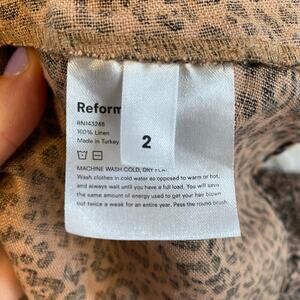 Reform
RN143246
100% Linen
Made in Turkey
2
MACHINE WASH COLD, DRY FLAT
Wash clothes in cold water as opposed to warm or hot,
and always wait until you have a full load. You will save
the same amount of energy used to get your hair has blown
out twice a week for an entire year. Pass the round brush.